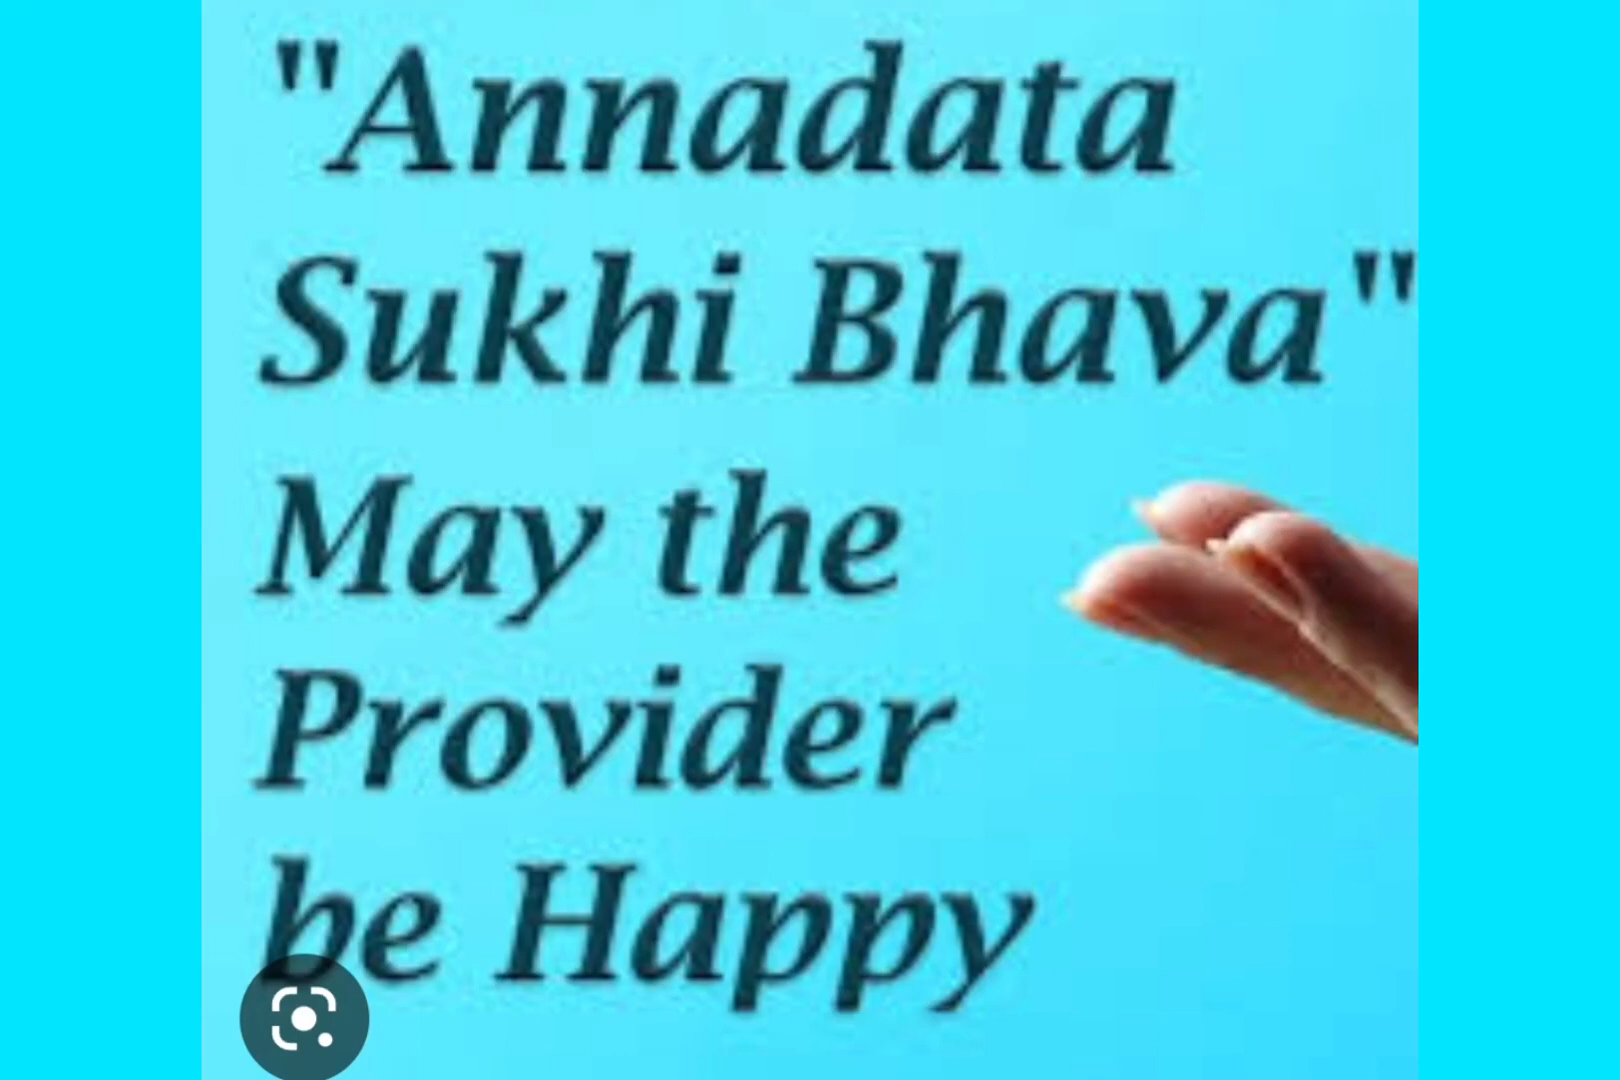 "Annadata
Sukhi Bhava"
May the
Provider
be Happy